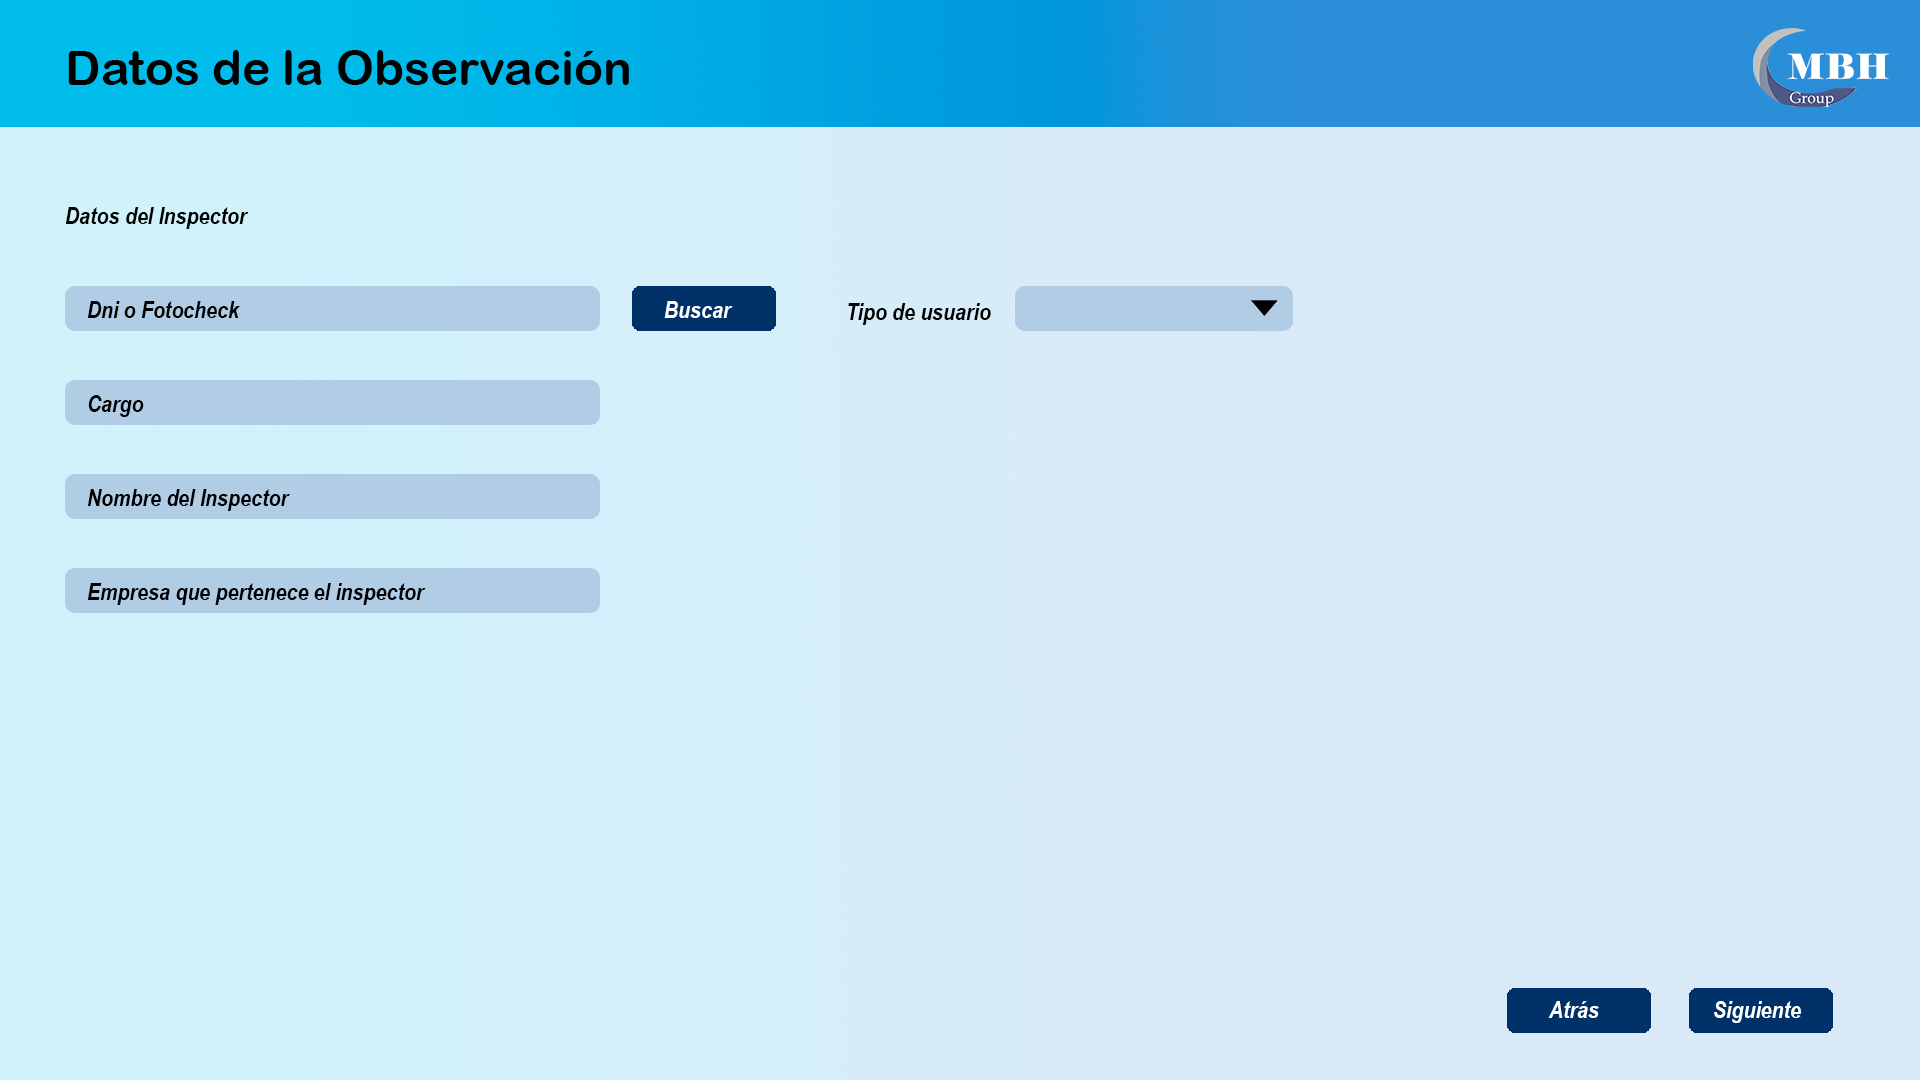 Datos de la Observación
MBH
Group
Datos del Inspector
Dni o Fotocheck
Buscar
Tipo de usuario
Cargo
Nombre del Inspector
Empresa que pertenece el inspector
Atrás
Siguiente